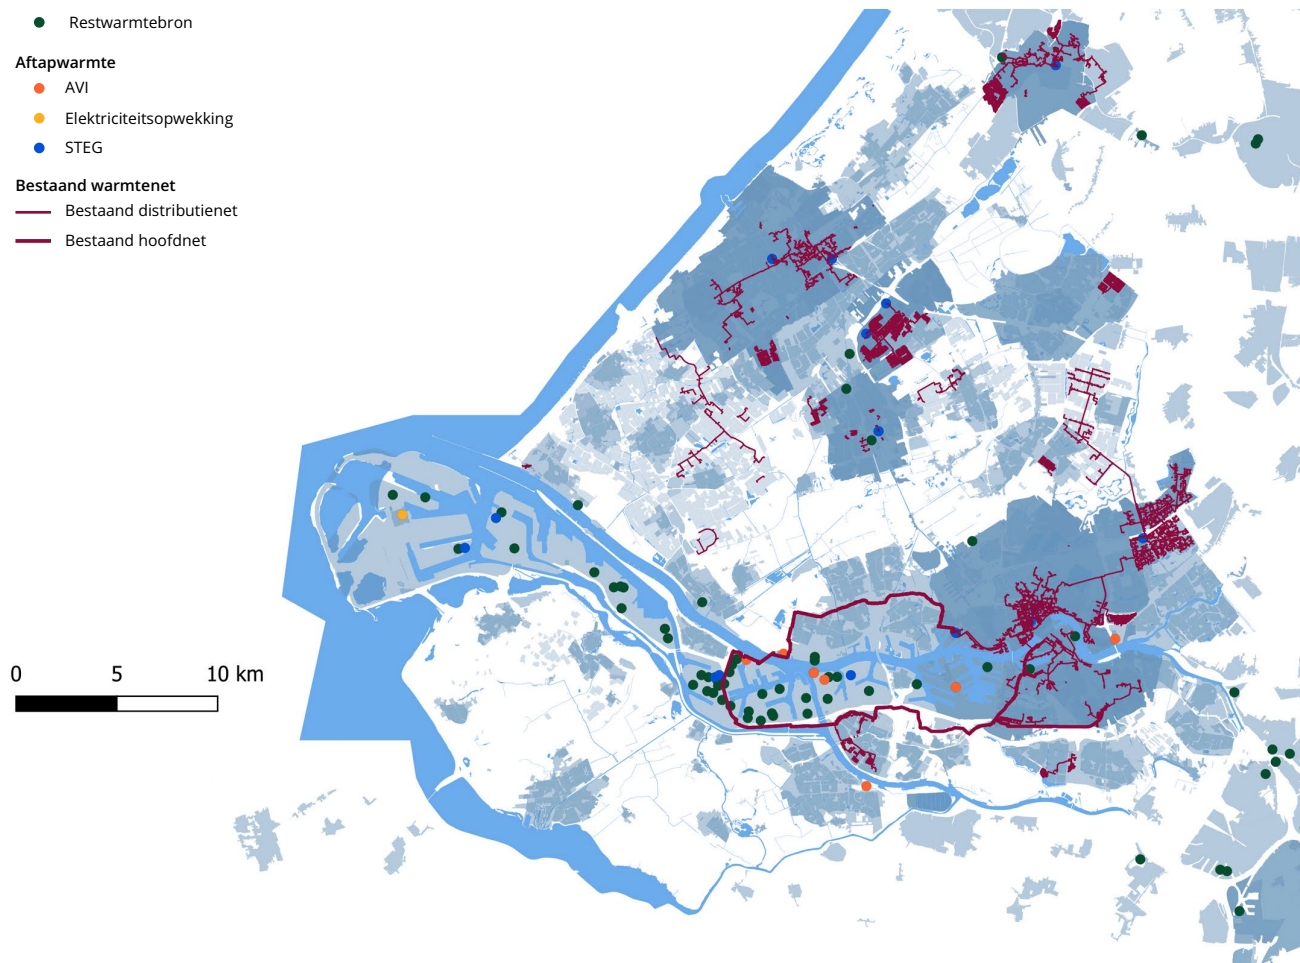 Restwarmtebron
Aftapwarmte
AVI
Elektriciteitsopwekking
STEG
Bestaand warmtenet
Bestaand distributienet
Bestaand hoofdnet
0 5 10 km